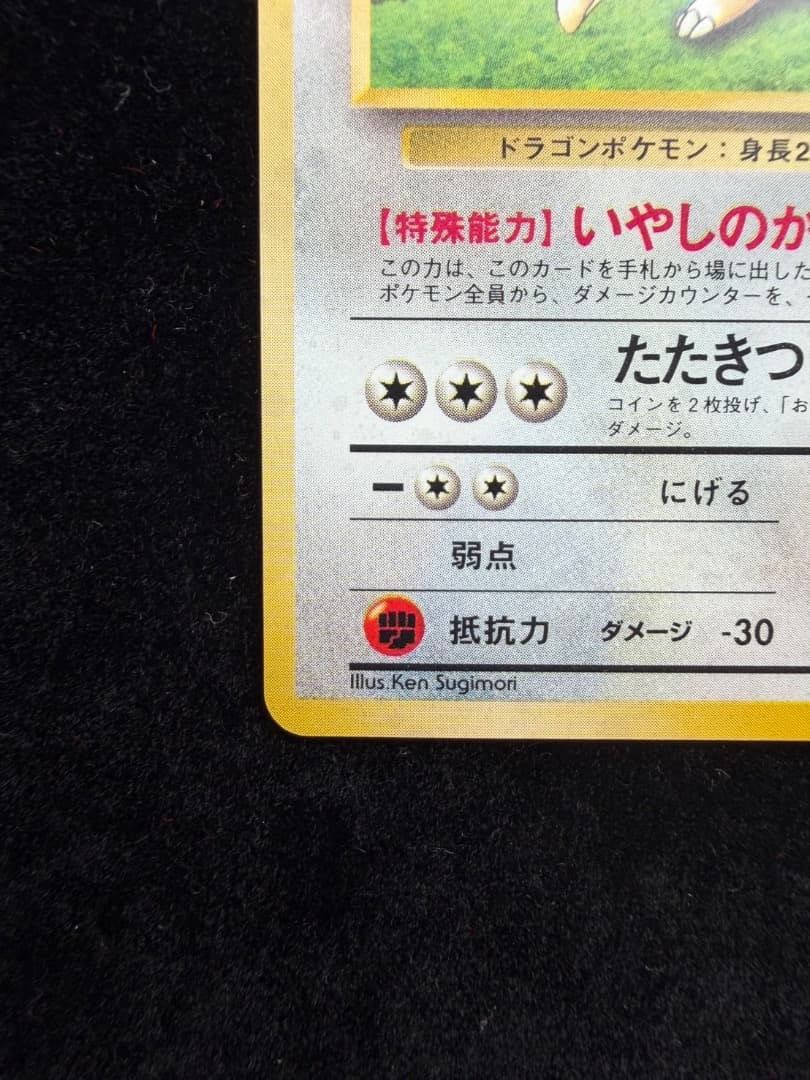 ドラゴンポケモン：身長2
【特殊能力】いやしのか
この力は、このカードを手札から場に出した
ポケモン全員から、ダメージカウンターを、
たたきつ
コインを2枚投げ、「お
ダメージ。
ー にげる
弱点
抵抗力 ダメージ -30
Illus.Ken Sugimori